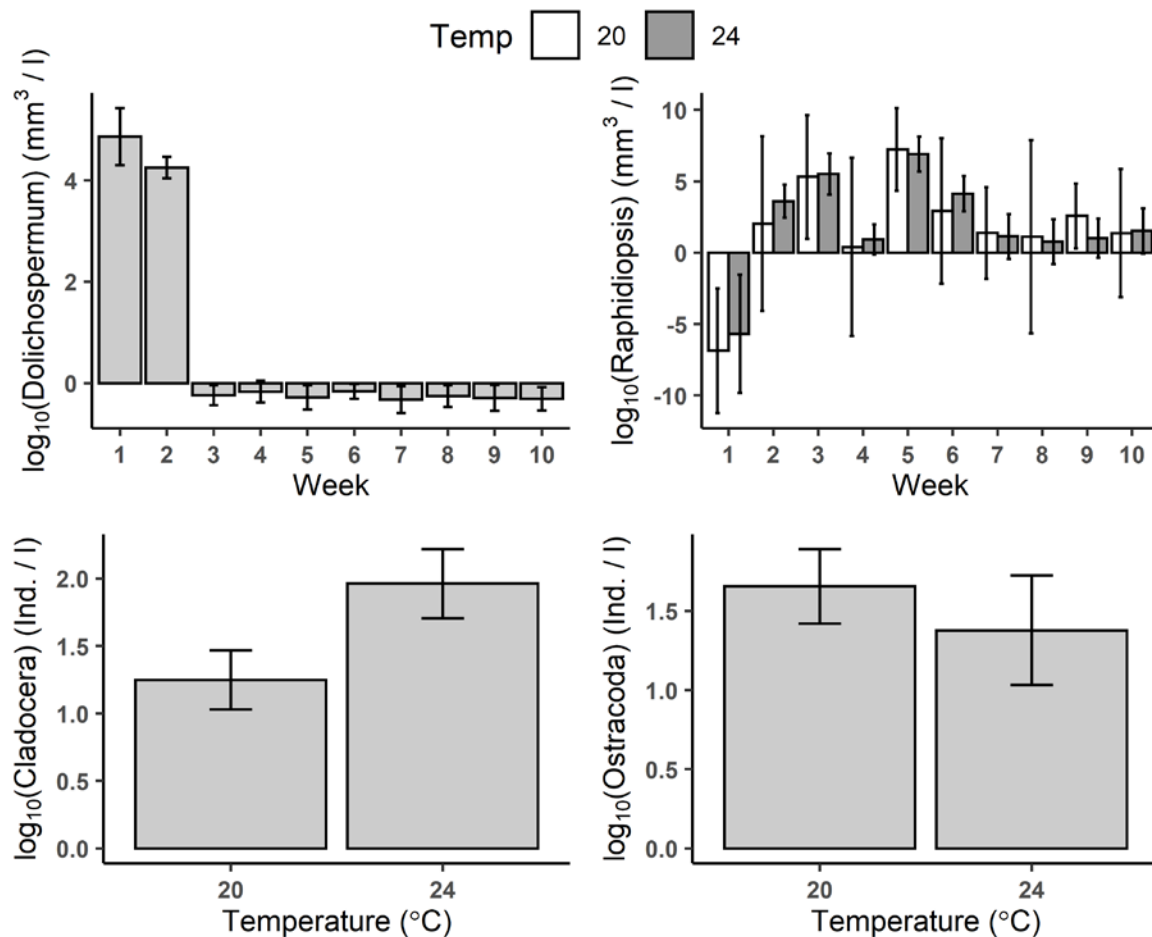 Temp 20 24
log₁₀(Dolichospermum) (mm³ / l)
4
2
0
1 2 3 4 5 6 7 8 9 10
Week
log₁₀(Raphidiopsis) (mm³ / l)
10
5
0
-5
-10
1 2 3 4 5 6 7 8 9 10
Week
log₁₀(Cladocera) (Ind. / l)
2.0
1.5
1.0
0.5
0.0
20 24
Temperature (°C)
log₁₀(Ostracoda) (Ind. / l)
1.5
1.0
0.5
0.0
20 24
Temperature (°C)